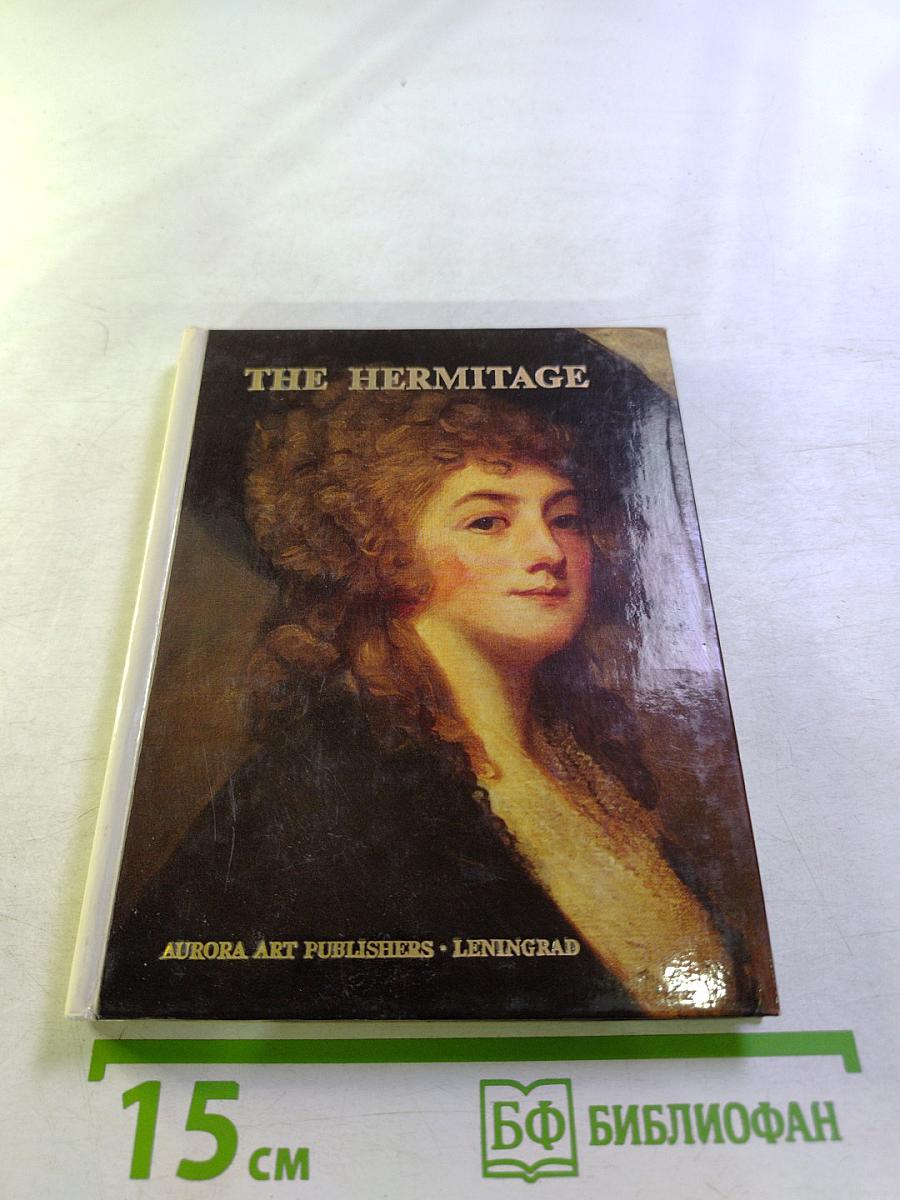 THE HERMITAGE
AURORA ART PUBLISHERS · LENINGRAD
15 см
БФ БИБЛИОФАН